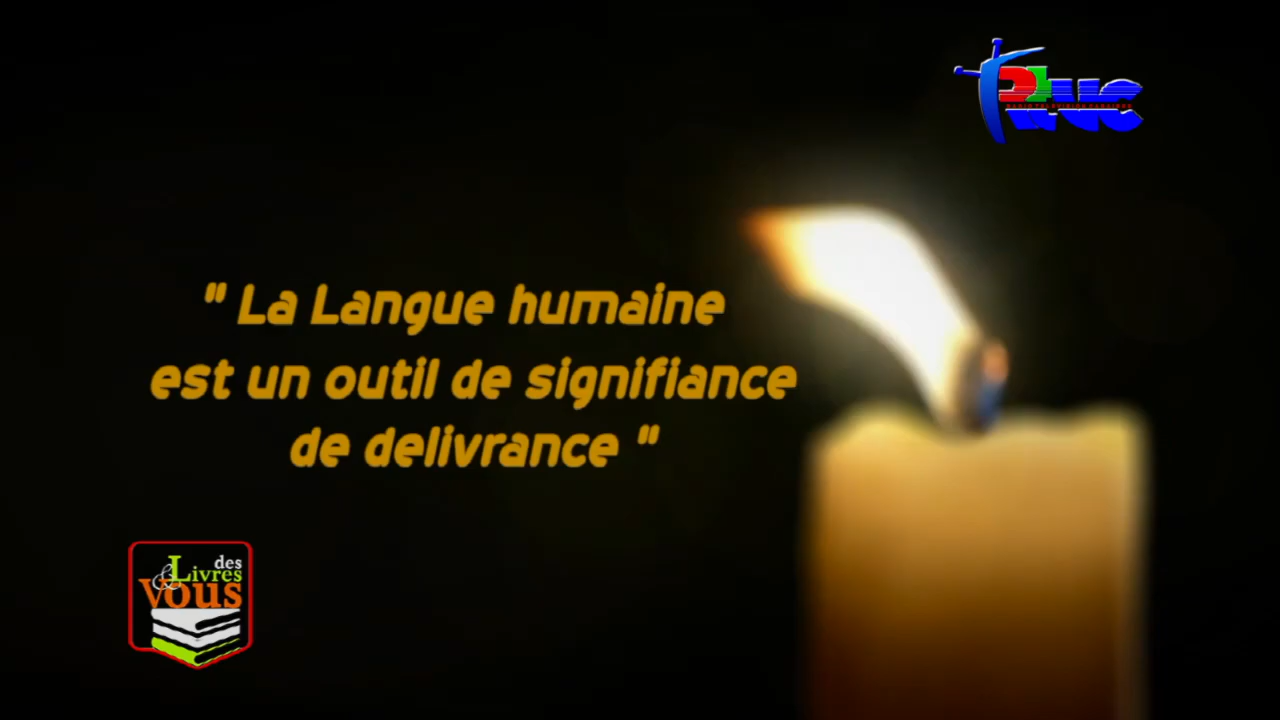 " La Langue humaine
est un outil de signifiance
de delivrance "
des
& Livres
Vous